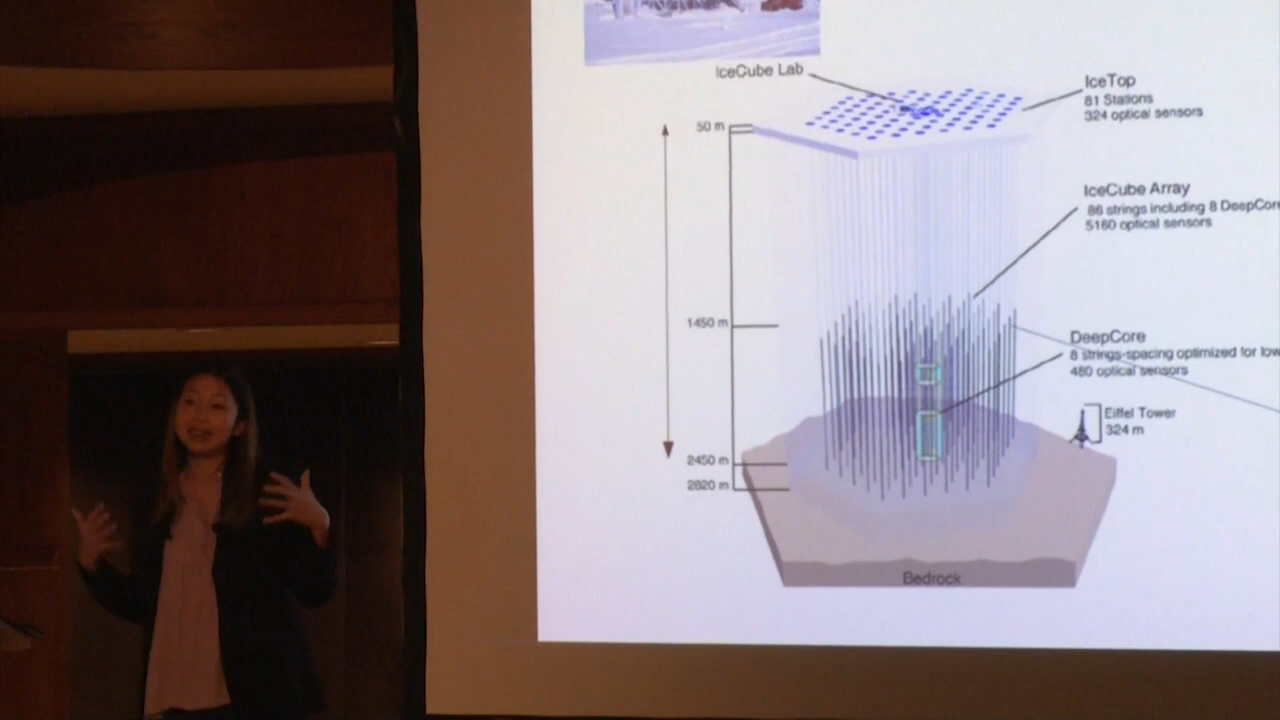 IceCube Lab
IceTop
81 Stations
324 optical sensors
50 m
IceCube Array
86 strings including 8 DeepCore
5160 optical sensors
1450 m
DeepCore
8 strings-spacing optimized for low
480 optical sensors
Eiffel Tower
324 m
2450 m
2820 m
Bedrock